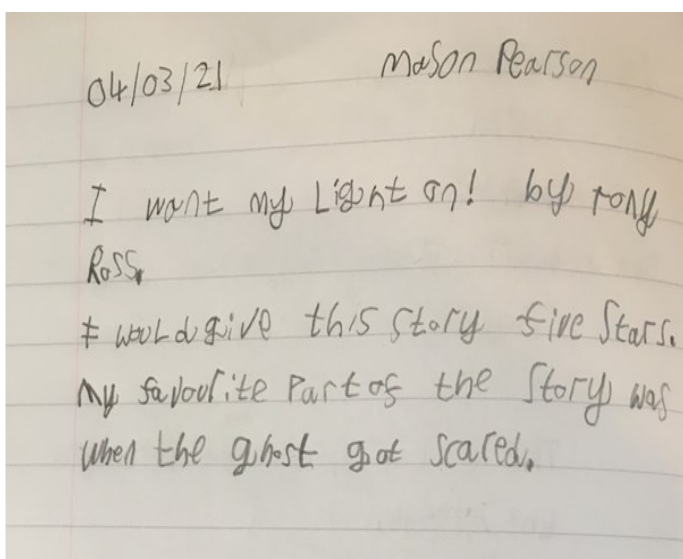 04/03/21 Mason Pearson
I want my Light on! by tony
Ross.
I would give this story five Stars.
My favourite Part of the Story was
when the ghost got scared.